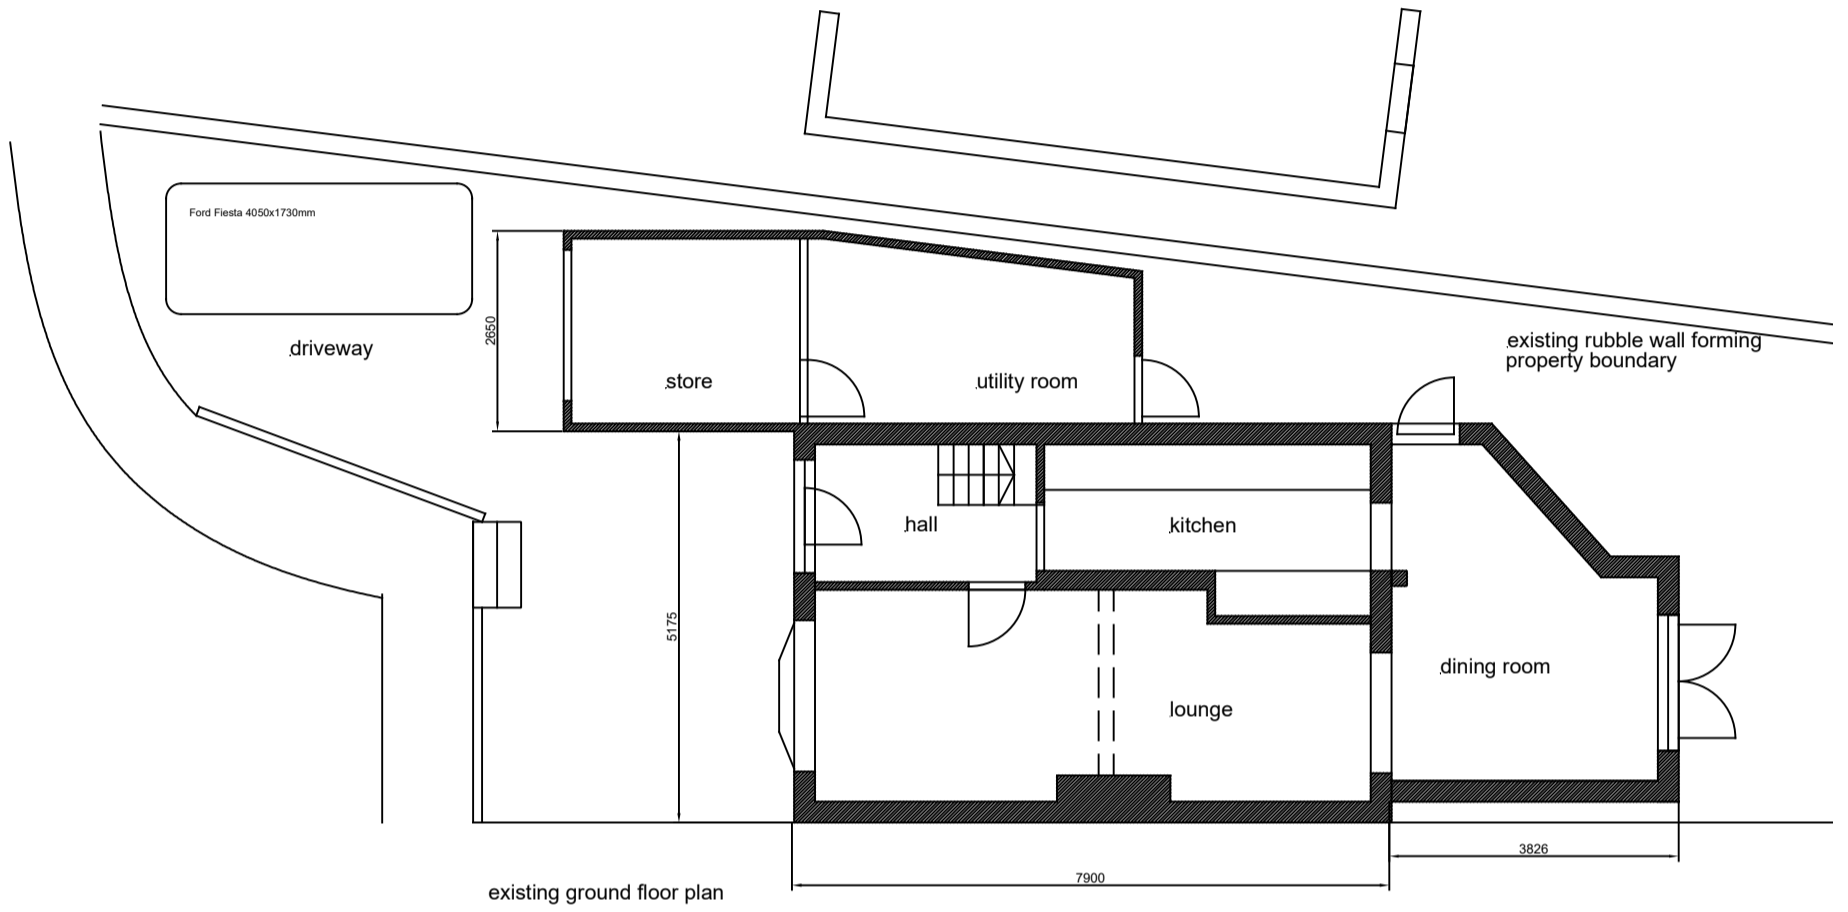 Ford Fiesta 4050x1730mm
driveway
2650
store
utility room
existing rubble wall forming
property boundary
hall
kitchen
5175
dining room
lounge
3826
7900
existing ground floor plan